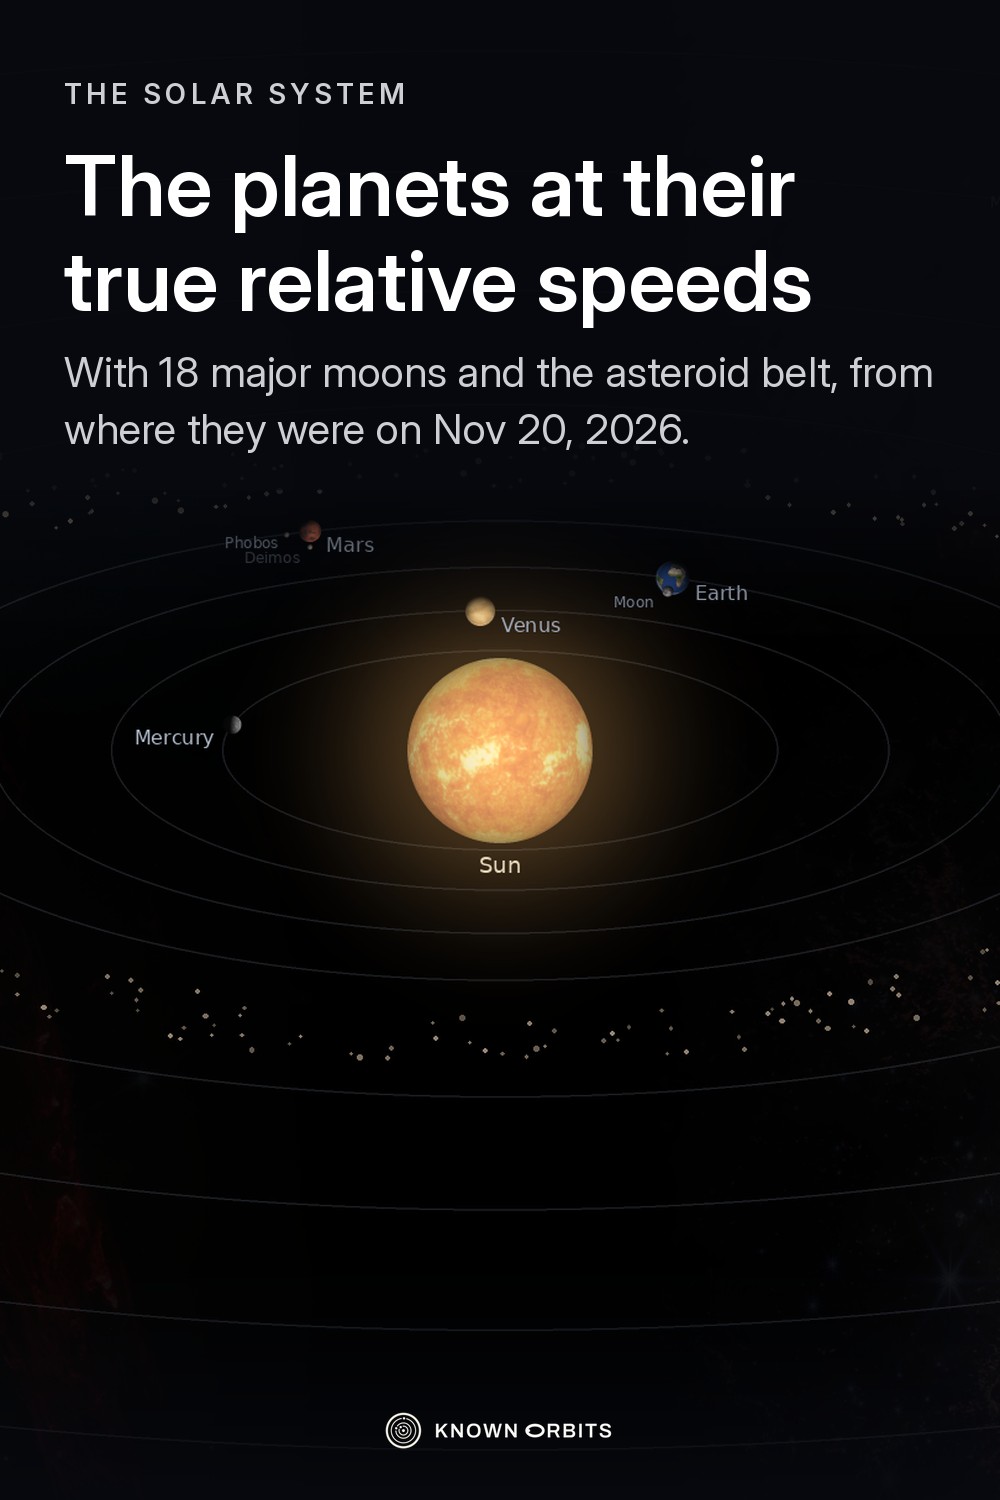 THE SOLAR SYSTEM
The planets at their
true relative speeds
With 18 major moons and the asteroid belt, from
where they were on Nov 20, 2026.
Phobos
Mars
Deimos
Earth
Moon
Venus
Mercury
Sun
KNOWN ORBITS